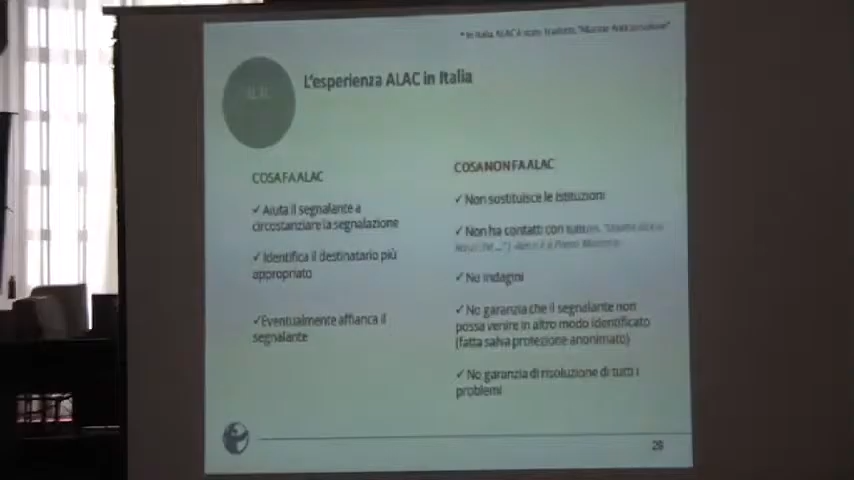 * In Italia ALAC è stato tradotto
L'esperienza ALAC in Italia
COSA FA ALAC
✓ Aiuta il segnalante a
circostanziare la segnalazione
✓ Identifica il destinatario più
appropriato
✓Eventualmente affianca il
segnalante
COSA NON FA ALAC
✓ Non sostituisce le istituzioni
✓ Non ha contatti con
✓ No indagini
✓ No garanzia che il segnalante non
possa venire in altro modo identificato
(fatta salva protezione anonimato)
✓ No garanzia di risoluzione di tutti i
problemi
28